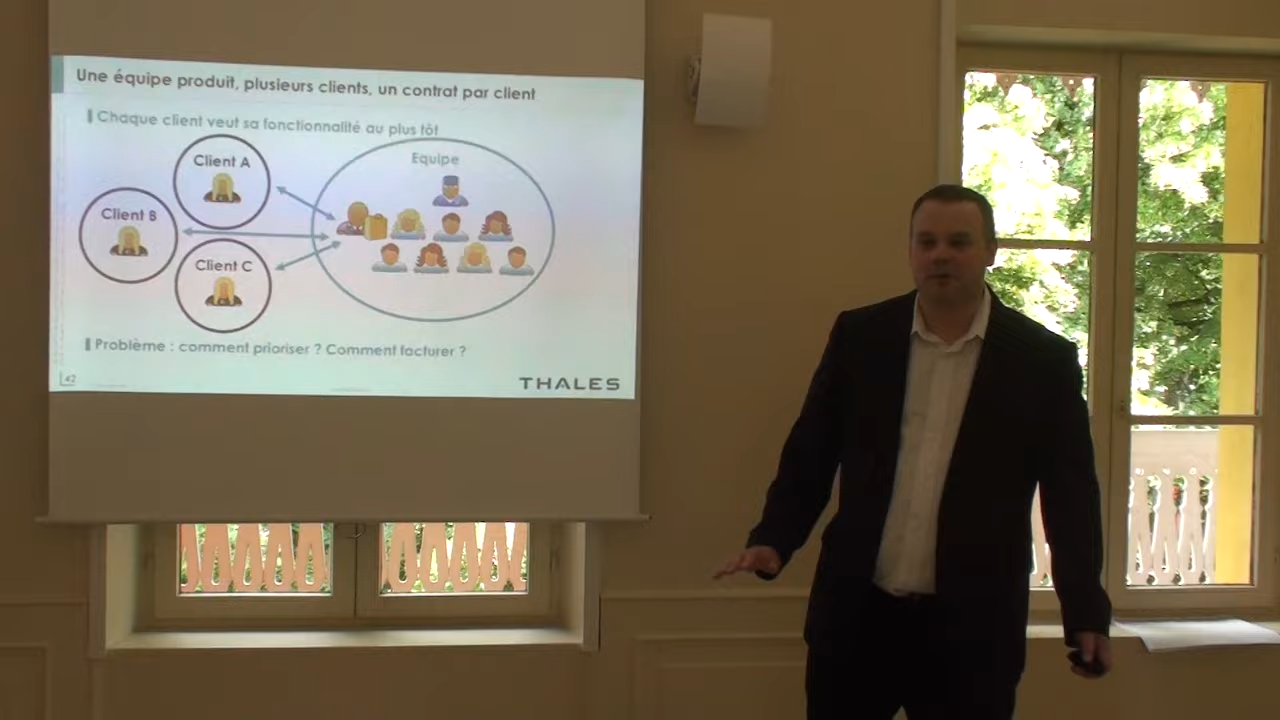 Une équipe produit, plusieurs clients, un contrat par client
Chaque client veut sa fonctionnalité au plus tôt
Client A
Equipe
Client B
Client C
Problème : comment prioriser ? Comment facturer ?
42
THALES